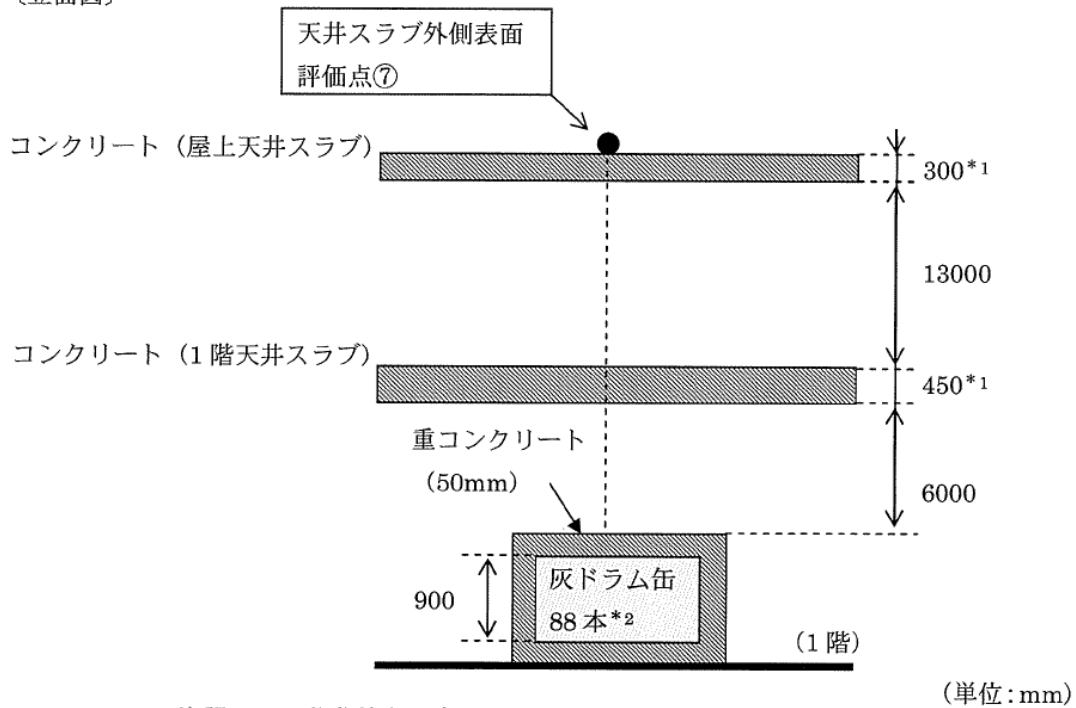 天井スラブ外側表面
評価点⑦
コンクリート（屋上天井スラブ）
300*1
13000
コンクリート（1階天井スラブ）
450*1
重コンクリート
（50mm）
6000
900
灰ドラム缶
88本*2
（1階）
（単位:mm）